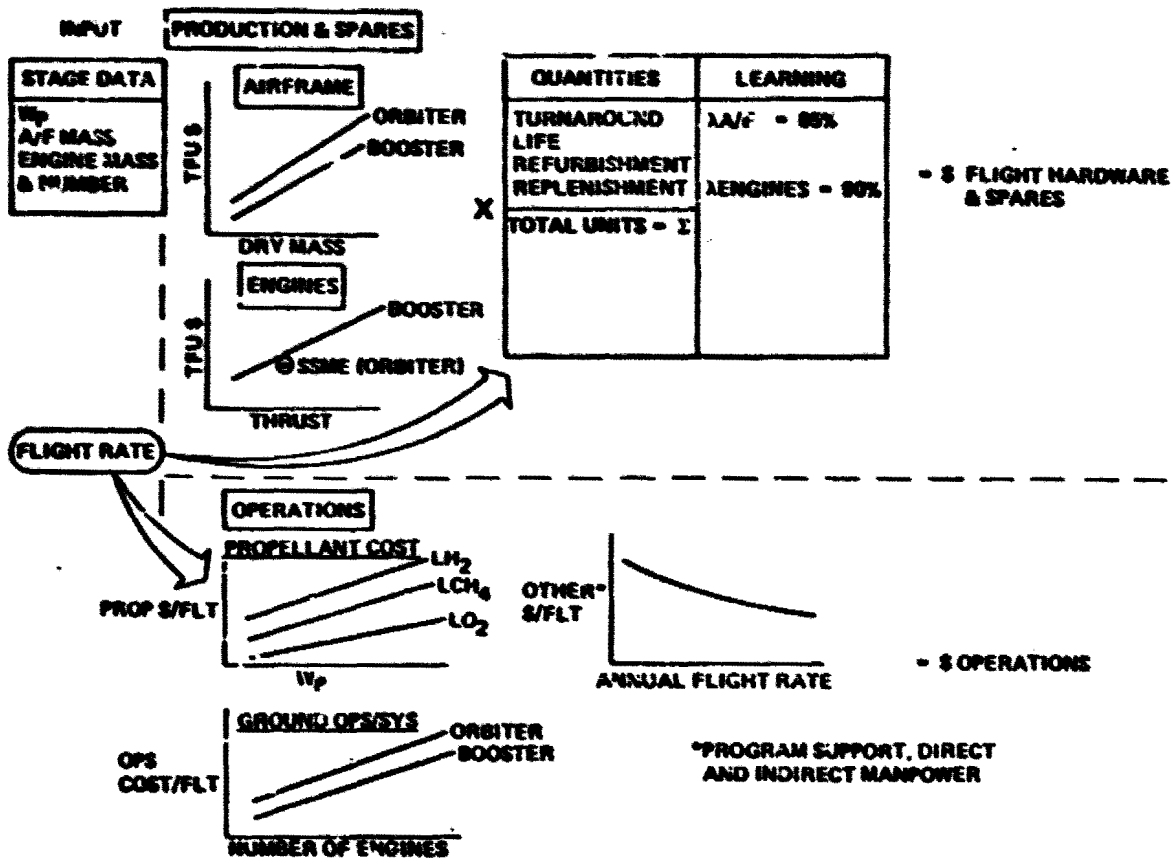 INPUT
PRODUCTION & SPARES
STAGE DATA
WP
A/F MASS
ENGINE MASS
& NUMBER
AIRFRAME
TFU $
ORBITER
BOOSTER
DRY MASS
ENGINES
TFU $
BOOSTER
SSME (ORBITER)
THRUST
X
QUANTITIES
LEARNING
TURNAROUND
LIFE
REFURBISHMENT
REPLENISHMENT
TOTAL UNITS = Σ
λA/F = 85%
λENGINES = 90%
= $ FLIGHT HARDWARE
& SPARES
FLIGHT RATE
OPERATIONS
PROPELLANT COST
PROP $/FLT
LH2
LCH4
LO2
WP
OTHER*
$/FLT
ANNUAL FLIGHT RATE
= $ OPERATIONS
GROUND OPS/SYS
OPS
COST/FLT
ORBITER
BOOSTER
NUMBER OF ENGINES
*PROGRAM SUPPORT, DIRECT
AND INDIRECT MANPOWER